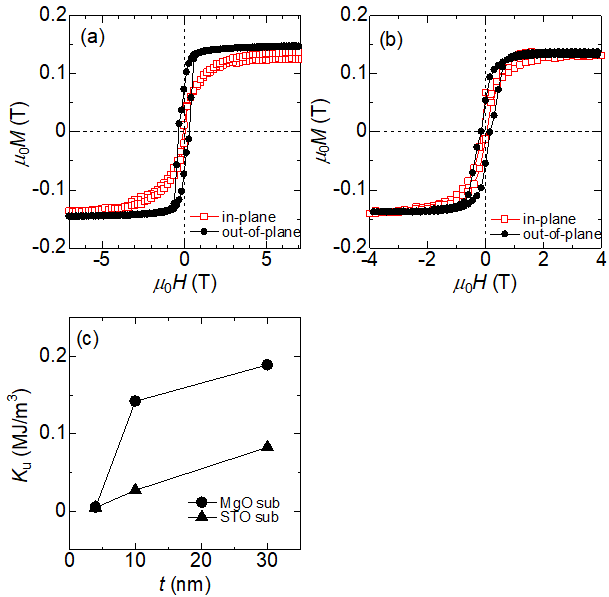 (a)
0.2
0.1
0
-0.1
-0.2
μ₀M (T)
-5
0
5
μ₀H (T)
in-plane
out-of-plane
(b)
0.2
0.1
0
-0.1
-0.2
μ₀M (T)
-4
-2
0
2
4
μ₀H (T)
in-plane
out-of-plane
(c)
0.2
0.1
0
Kᵤ (MJ/m³)
0
10
20
30
t (nm)
MgO sub
STO sub